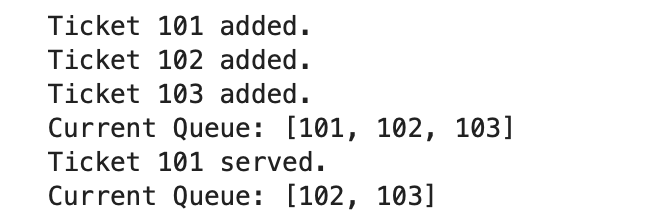 Ticket 101 added.
Ticket 102 added.
Ticket 103 added.
Current Queue: [101, 102, 103]
Ticket 101 served.
Current Queue: [102, 103]